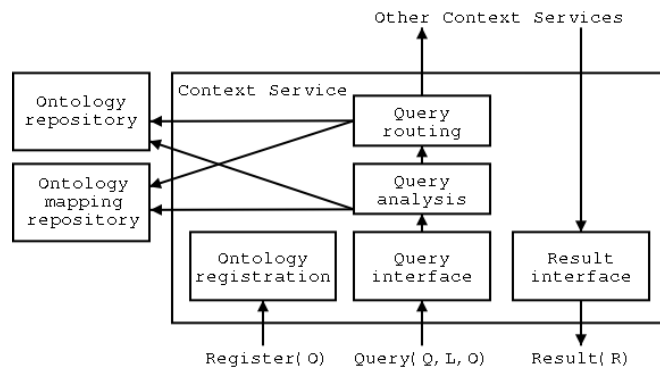 Other Context Services
Context Service
Ontology
repository
Query
routing
Ontology
mapping
repository
Query
analysis
Ontology
registration
Query
interface
Result
interface
Register(O)
Query(Q,L,O)
Result(R)